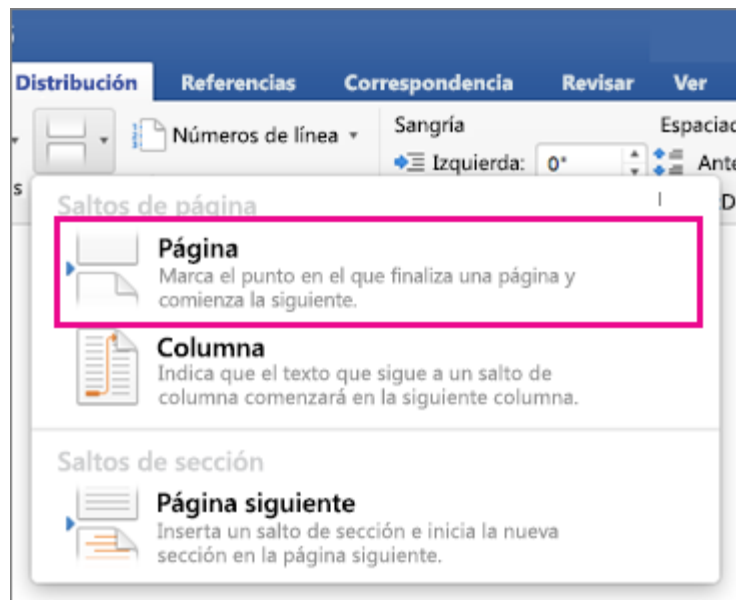 Distribución Referencias Correspondencia Revisar Ver
Números de línea
Sangría
Izquierda: 0"
Saltos de página
Página
Marca el punto en el que finaliza una página y
comienza la siguiente.
Columna
Indica que el texto que sigue a un salto de
columna comenzará en la siguiente columna.
Saltos de sección
Página siguiente
Inserta un salto de sección e inicia la nueva
sección en la página siguiente.